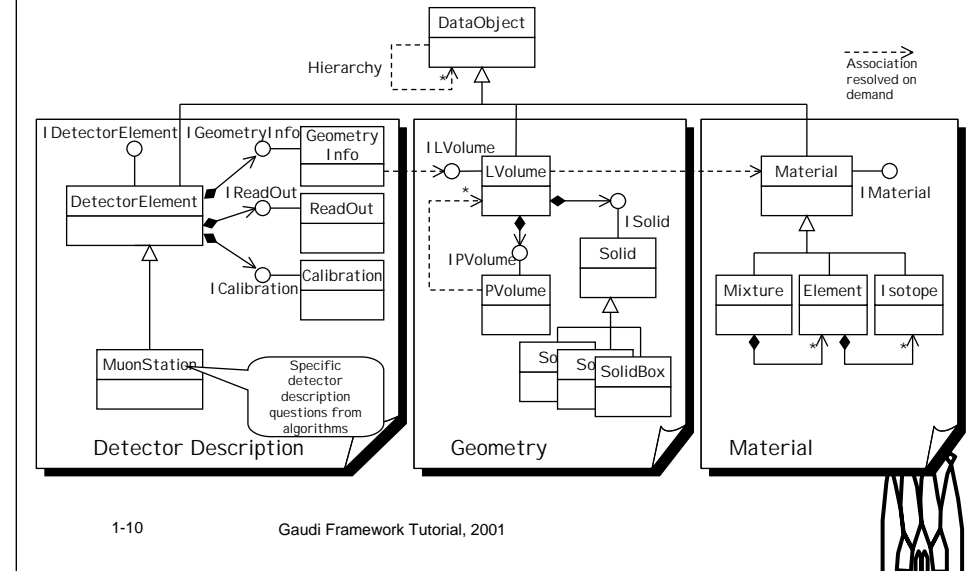 DataObject
Hierarchy
*
Association
resolved on
demand
IDetectorElement
IGeometryInfo
Geometry
Info
DetectorElement
IReadOut
ReadOut
ICalibration
Calibration
MuonStation
Specific
detector
description
questions from
algorithms
Detector Description
ILVolume
LVolume
*
ISolid
IPVolume
Solid
PVolume
So
So
SolidBox
Geometry
Material
IMaterial
Mixture
Element
Isotope
*
*
Material
1-10
Gaudi Framework Tutorial, 2001